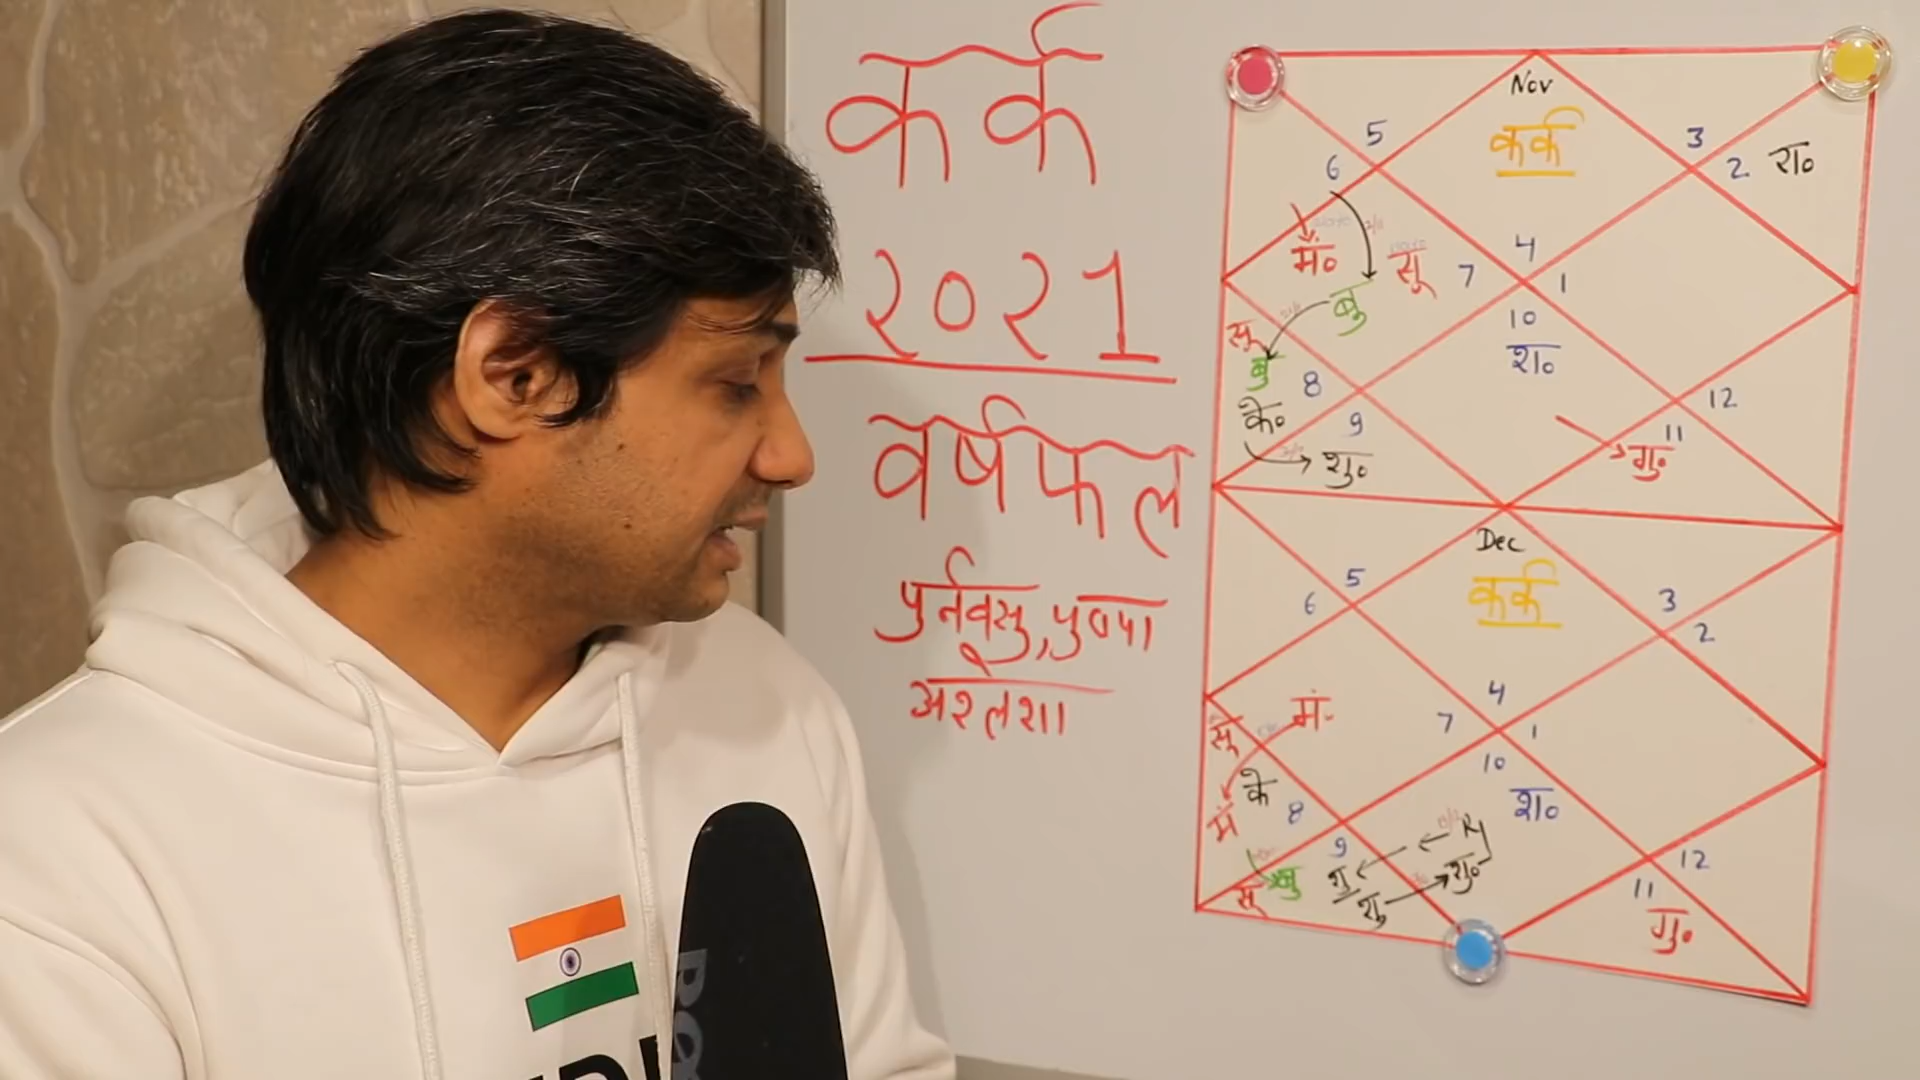 कर्क
२०२1
वर्षफल
पुर्नवसु, पुष्पा
अश्लेशा
Nov
कर्क
5
3
6
2 रा०
मं०
सू
7
4
1
बु
सू
10
श०
बु
8
12
के०
9
11
शु०
गु०
Dec
कर्क
5
3
6
2
सू
मं
7
4
1
10
के
श०
मं
8
9
12
बु
शु
शु०
11
सू
शु
गु०